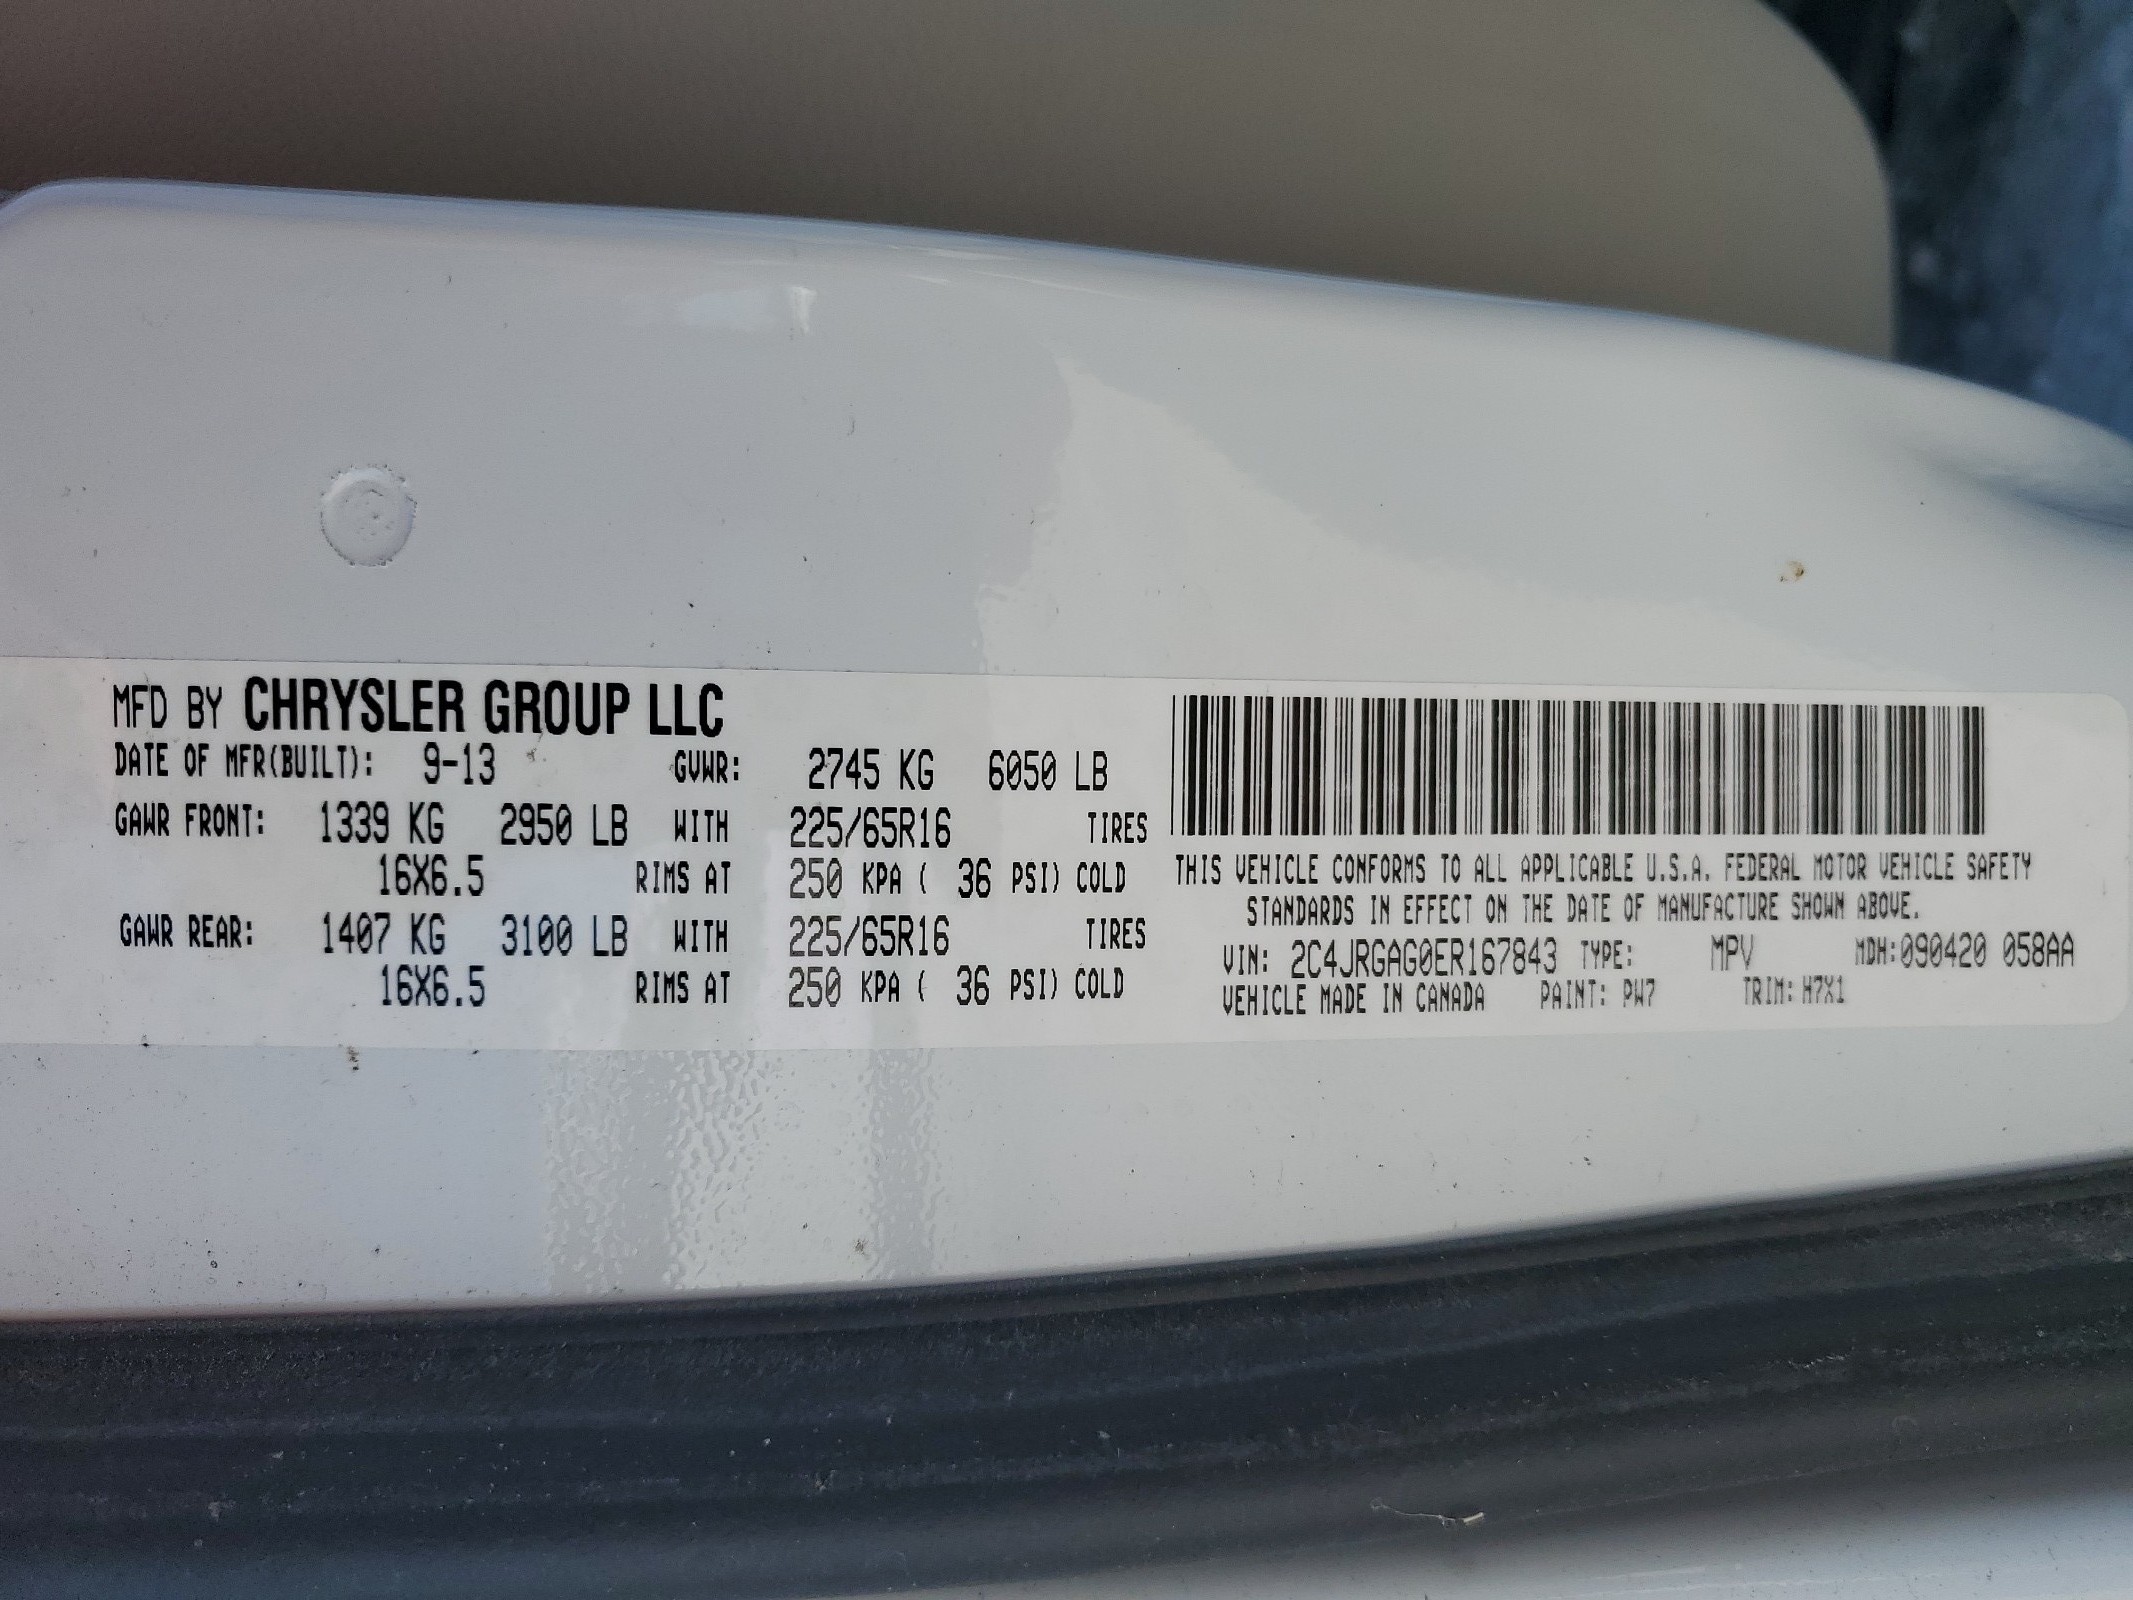 MFD BY CHRYSLER GROUP LLC
DATE OF MFR(BUILT): 9-13 GVWR: 2745 KG 6050 LB
GAWR FRONT: 1339 KG 2950 LB WITH 225/65R16 TIRES
16X6.5 RIMS AT 250 KPA ( 36 PSI) COLD
GAWR REAR: 1407 KG 3100 LB WITH 225/65R16 TIRES
16X6.5 RIMS AT 250 KPA ( 36 PSI) COLD
THIS VEHICLE CONFORMS TO ALL APPLICABLE U.S.A. FEDERAL MOTOR VEHICLE SAFETY
STANDARDS IN EFFECT ON THE DATE OF MANUFACTURE SHOWN ABOVE.
VIN: 2C4JRGAG0ER167843 TYPE: MPV MDH:090420 058AA
VEHICLE MADE IN CANADA PAINT: PW7 TRIM: H7X1